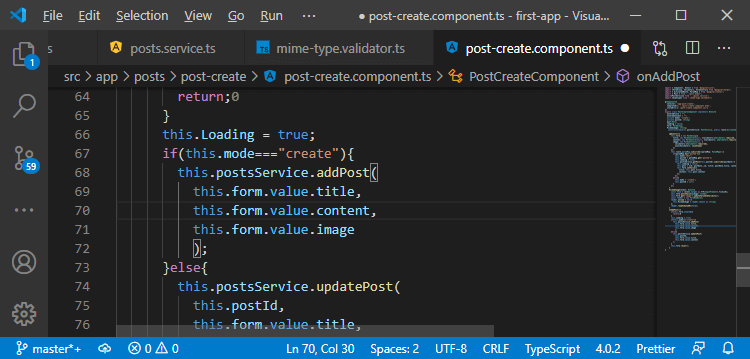 File Edit Selection View Go Run ··· ● post-create.component.ts - first-app - Visua...
s posts.service.ts TS mime-type.validator.ts post-create.component.ts ●
src > app > posts > post-create > post-create.component.ts > PostCreateComponent > onAddPost
1
59
64 return;0
65 }
66 this.Loading = true;
67 if(this.mode==="create"){
68 this.postsService.addPost(
69 this.form.value.title,
70 this.form.value.content,
71 this.form.value.image
72 );
73 }else{
74 this.postsService.updatePost(
75 this.postId,
76 this.form.value.title,
master*+ 0 0 Ln 70, Col 30 Spaces: 2 UTF-8 CRLF TypeScript 4.0.2 Prettier